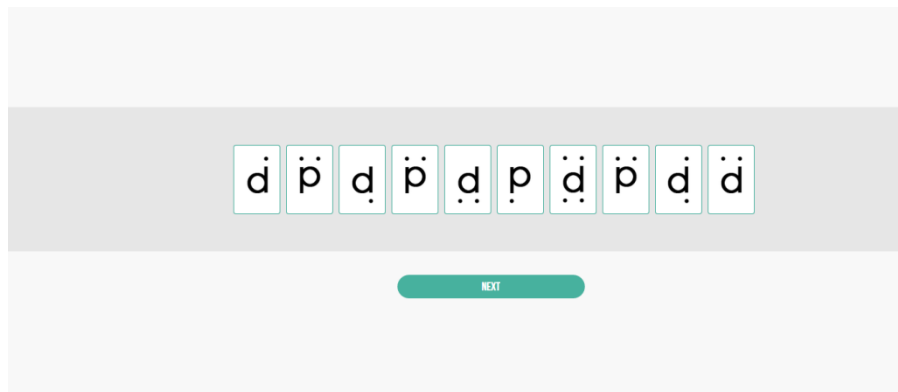 ḋ p̈ ḍ p̈ d̤ p̣ d̤̈ p̈ ḍ̇ d̈
NEXT